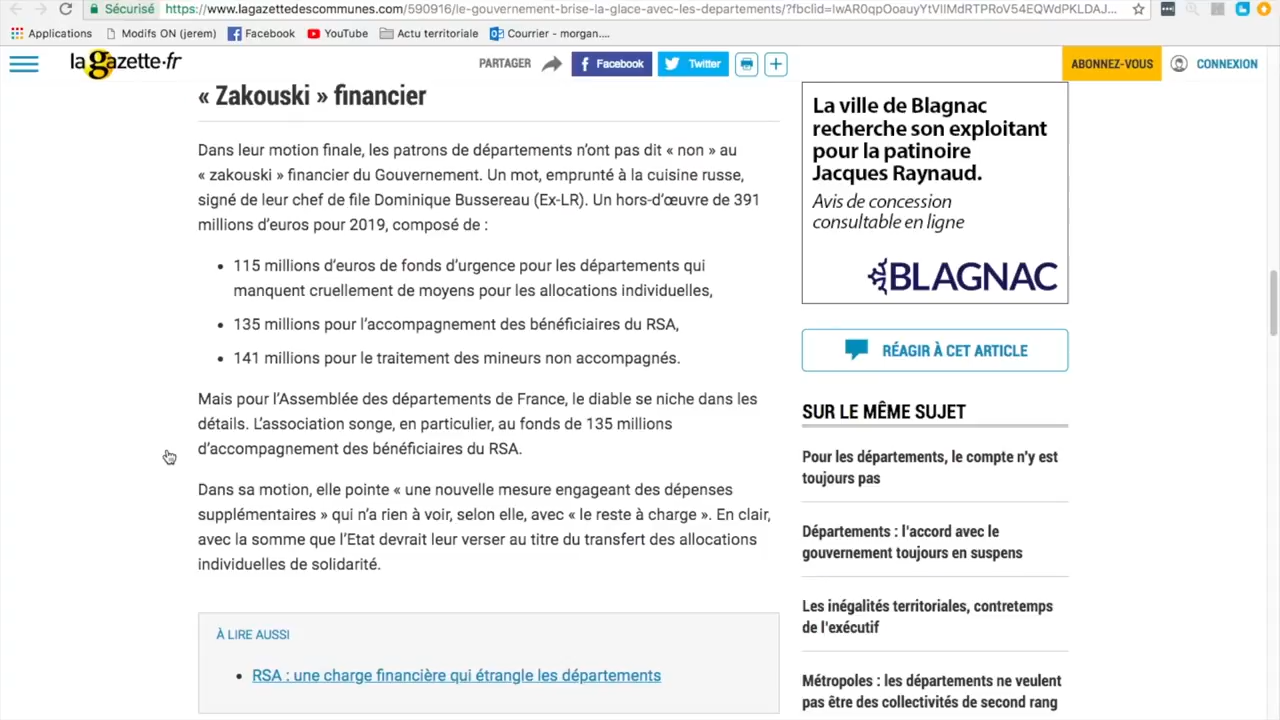 Sécurisé https://www.lagazettedescommunes.com/590916/le-gouvernement-brise-la-glace-avec-les-departements/?fbclid=IwAR0qpOoauyYtVIlMdRTPRoV54EQWdPKLDAJ...
Applications Modifs ON (jerem) Facebook YouTube Actu territoriale Courrier - morgan....
la gazette.fr PARTAGER Facebook Twitter ABONNEZ-VOUS CONNEXION
« Zakouski » financier
Dans leur motion finale, les patrons de départements n'ont pas dit « non » au
« zakouski » financier du Gouvernement. Un mot, emprunté à la cuisine russe,
signé de leur chef de file Dominique Bussereau (Ex-LR). Un hors-d'œuvre de 391
millions d'euros pour 2019, composé de :
• 115 millions d'euros de fonds d'urgence pour les départements qui
manquent cruellement de moyens pour les allocations individuelles,
• 135 millions pour l'accompagnement des bénéficiaires du RSA,
• 141 millions pour le traitement des mineurs non accompagnés.
Mais pour l'Assemblée des départements de France, le diable se niche dans les
détails. L'association songe, en particulier, au fonds de 135 millions
d'accompagnement des bénéficiaires du RSA.
Dans sa motion, elle pointe « une nouvelle mesure engageant des dépenses
supplémentaires » qui n'a rien à voir, selon elle, avec « le reste à charge ». En clair,
avec la somme que l'Etat devrait leur verser au titre du transfert des allocations
individuelles de solidarité.
À LIRE AUSSI
• RSA : une charge financière qui étrangle les départements
La ville de Blagnac
recherche son exploitant
pour la patinoire
Jacques Raynaud.
Avis de concession
consultable en ligne
BLAGNAC
RÉAGIR À CET ARTICLE
SUR LE MÊME SUJET
Pour les départements, le compte n'y est
toujours pas
Départements : l'accord avec le
gouvernement toujours en suspens
Les inégalités territoriales, contretemps
de l'exécutif
Métropoles : les départements ne veulent
pas être des collectivités de second rang